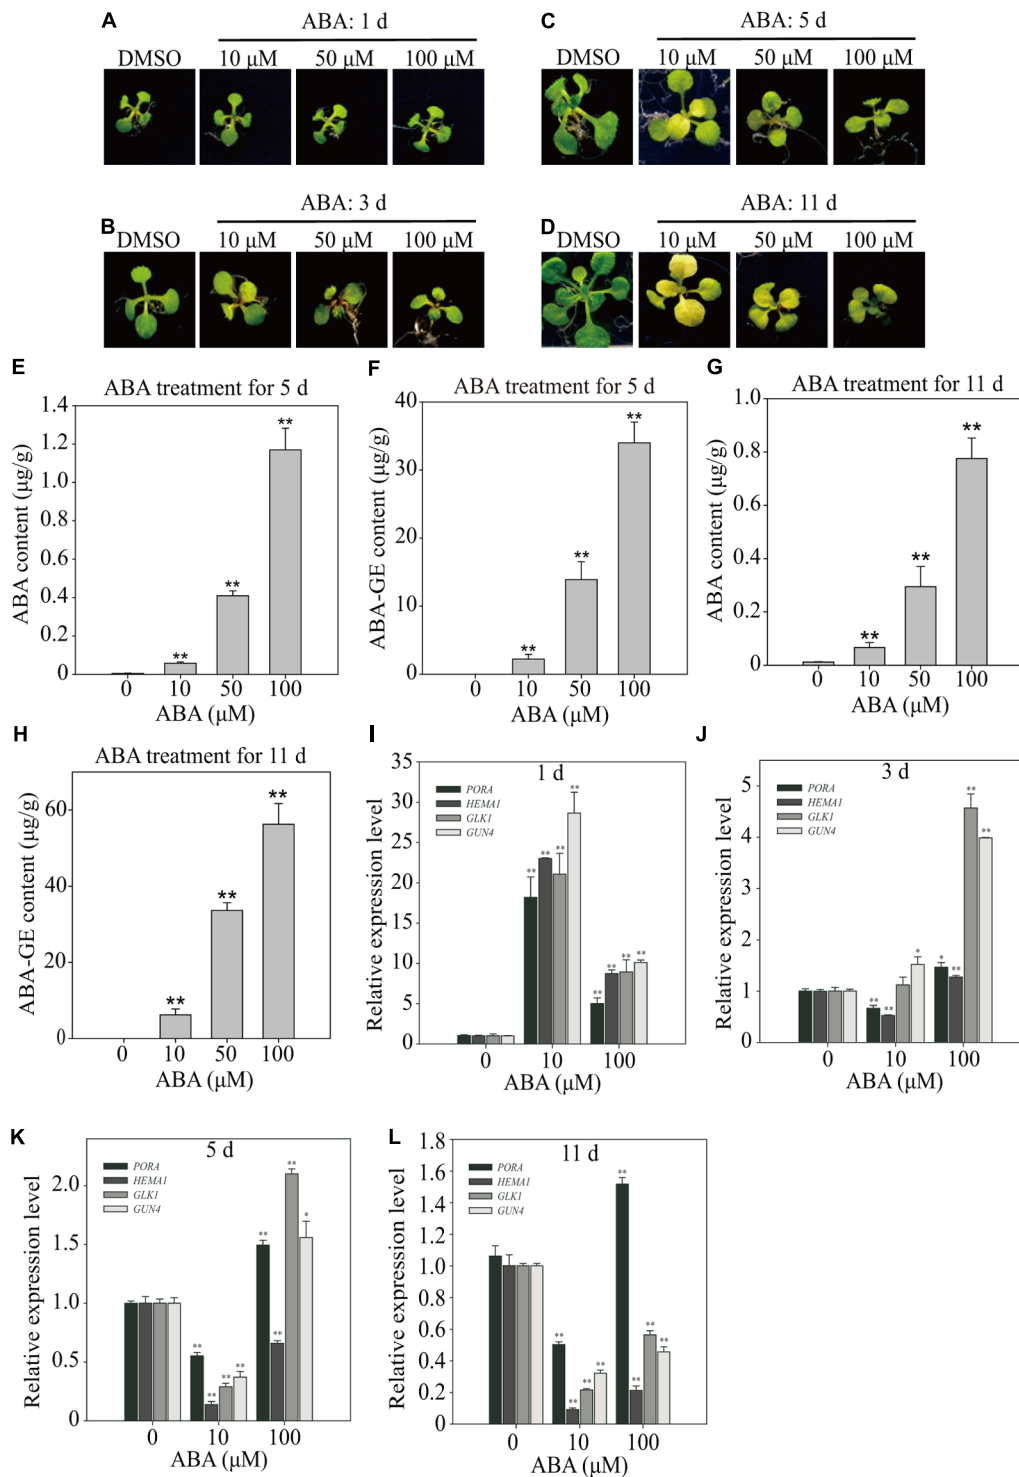 A
ABA: 1 d
DMSO 10 μM 50 μM 100 μM
C
ABA: 5 d
DMSO 10 μM 50 μM 100 μM
B
ABA: 3 d
DMSO 10 μM 50 μM 100 μM
D
ABA: 11 d
DMSO 10 μM 50 μM 100 μM
E
ABA treatment for 5 d
ABA content (μg/g)
1.4
1.2
1.0
0.8
0.6
0.4
0.2
0
** ** **
0 10 50 100
ABA (μM)
F
ABA treatment for 5 d
ABA-GE content (μg/g)
40
30
20
10
0
** ** **
0 10 50 100
ABA (μM)
G
ABA treatment for 11 d
ABA content (μg/g)
1.0
0.8
0.6
0.4
0.2
0
** ** **
0 10 50 100
ABA (μM)
H
ABA treatment for 11 d
ABA-GE content (μg/g)
60
40
20
0
** ** **
0 10 50 100
ABA (μM)
I
1 d
PORA
HEMA1
GLK1
GUN4
Relative expression level
35
30
25
20
15
10
5
0
** ** ** **
** ** ** **
0 10 100
ABA (μM)
J
3 d
PORA
HEMA1
GLK1
GUN4
Relative expression level
5
4
3
2
1
0
** ** *
* ** ** **
0 10 100
ABA (μM)
K
5 d
PORA
HEMA1
GLK1
GUN4
Relative expression level
2.0
1.5
1.0
0.5
0
** ** ** **
** ** ** *
0 10 100
ABA (μM)
L
11 d
PORA
HEMA1
GLK1
GUN4
Relative expression level
1.8
1.6
1.4
1.2
1.0
0.8
0.6
0.4
0.2
0
** ** ** **
** ** ** **
0 10 100
ABA (μM)